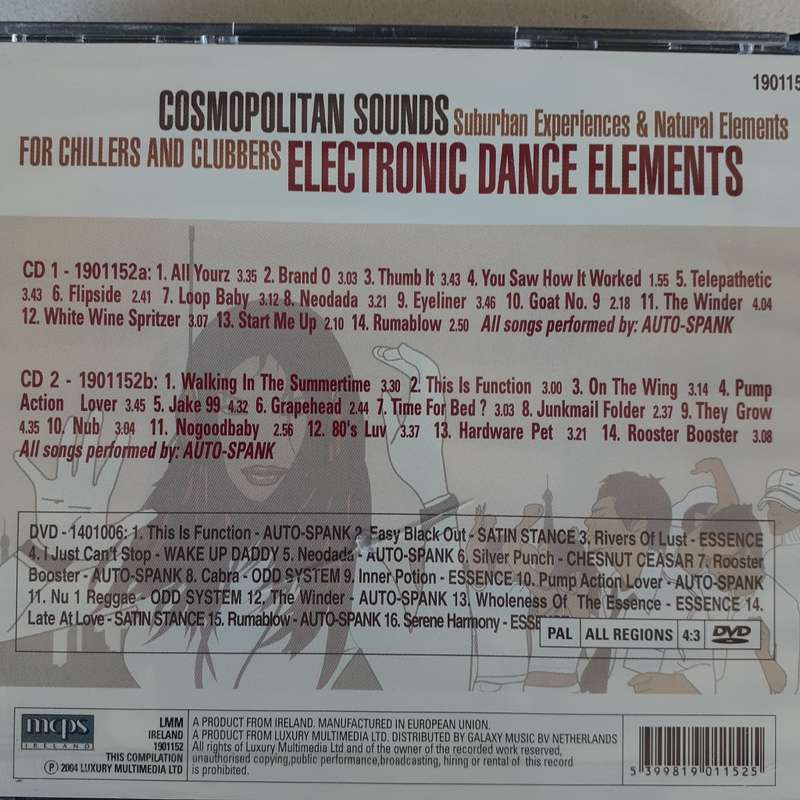 190115
COSMOPOLITAN SOUNDS Suburban Experiences & Natural Elements
FOR CHILLERS AND CLUBBERS ELECTRONIC DANCE ELEMENTS
CD 1 - 1901152a: 1. All Yourz 3.35 2. Brand O 3.03 3. Thumb It 3.43 4. You Saw How It Worked 1.55 5. Telepathetic
3.43 6. Flipside 2.41 7. Loop Baby 3.12 8. Neodada 3.21 9. Eyeliner 3.46 10. Goat No. 9 2.18 11. The Winder 4.04
12. White Wine Spritzer 3.07 13. Start Me Up 2.10 14. Rumablow 2.50 All songs performed by: AUTO-SPANK
CD 2 - 1901152b: 1. Walking In The Summertime 3.30 2. This Is Function 3.00 3. On The Wing 3.14 4. Pump
Action Lover 3.45 5. Jake 99 4.32 6. Grapehead 2.44 7. Time For Bed ? 3.03 8. Junkmail Folder 2.37 9. They Grow
4.35 10. Nub 3.04 11. Nogoodbaby 2.56 12. 80's Luv 3.37 13. Hardware Pet 3.21 14. Rooster Booster 3.08
All songs performed by: AUTO-SPANK
DVD - 1401006: 1. This Is Function - AUTO-SPANK 2. Easy Black Out - SATIN STANCE 3. Rivers Of Lust - ESSENCE
4. I Just Can't Stop - WAKE UP DADDY 5. Neodada - AUTO-SPANK 6. Silver Punch - CHESNUT CEASAR 7. Rooster
Booster - AUTO-SPANK 8. Cabra - ODD SYSTEM 9. Inner Potion - ESSENCE 10. Pump Action Lover - AUTO-SPANK
11. Nu 1 Reggae - ODD SYSTEM 12. The Winder - AUTO-SPANK 13. Wholeness Of The Essence - ESSENCE 14.
Late At Love - SATIN STANCE 15. Rumablow - AUTO-SPANK 16. Serene Harmony - ESSE
PAL ALL REGIONS 4:3 DVD
mcps
IRELAND
LMM
IRELAND
1901152
THIS COMPILATION
℗ 2004 LUXURY MULTIMEDIA LTD
A PRODUCT FROM IRELAND. MANUFACTURED IN EUROPEAN UNION.
A PRODUCT FROM LUXURY MULTIMEDIA LTD. DISTRIBUTED BY GALAXY MUSIC BV NETHERLANDS
All rights of Luxury Multimedia Ltd and of the owner of the recorded work reserved,
unauthorised copying,public performance,broadcasting, hiring or rental of this record
is prohibited.
5 399819 011525